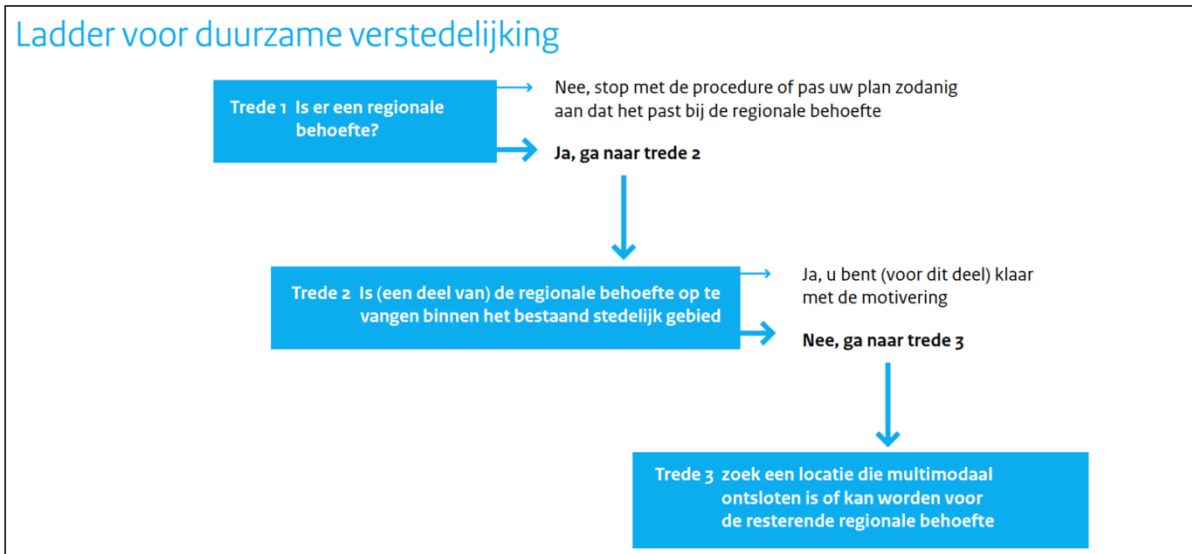 Ladder voor duurzame verstedelijking
Trede 1 Is er een regionale
behoefte?
Nee, stop met de procedure of pas uw plan zodanig
aan dat het past bij de regionale behoefte
Ja, ga naar trede 2
Trede 2 Is (een deel van) de regionale behoefte op te
vangen binnen het bestaand stedelijk gebied
Ja, u bent (voor dit deel) klaar
met de motivering
Nee, ga naar trede 3
Trede 3 zoek een locatie die multimodaal
ontsloten is of kan worden voor
de resterende regionale behoefte